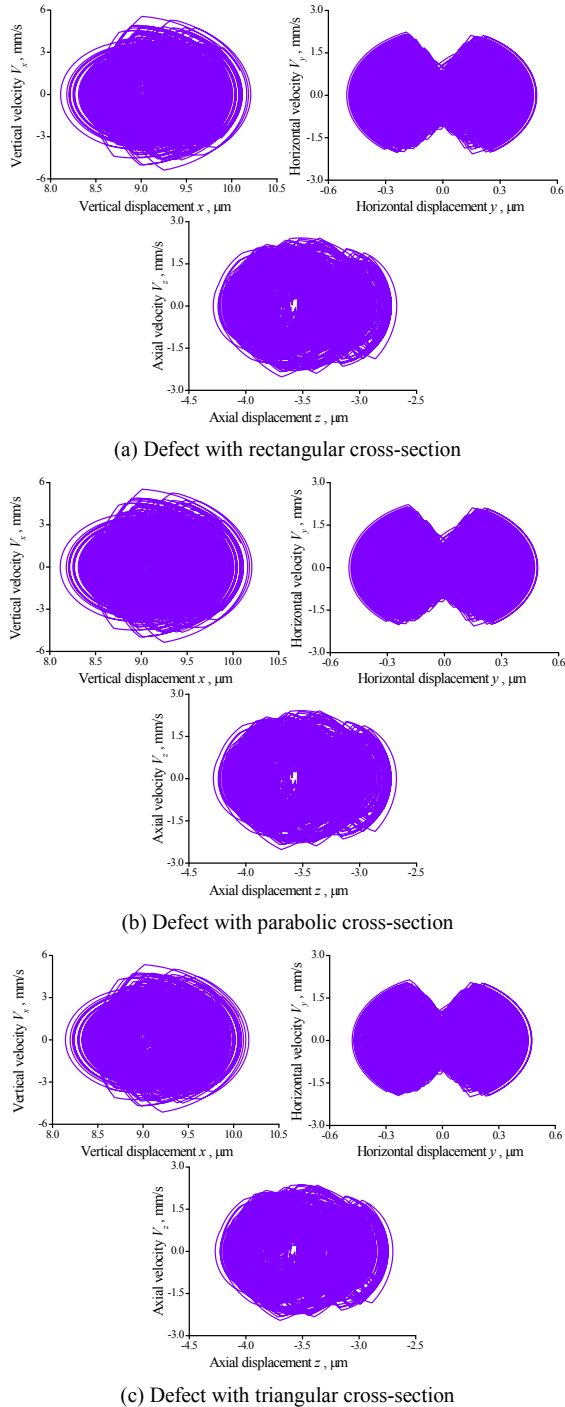 6
3
0
-3
-6
8.0 8.5 9.0 9.5 10.0 10.5
Vertical velocity Vx , mm/s
Vertical displacement x , μm
3.0
1.5
0.0
-1.5
-3.0
-0.6 -0.3 0.0 0.3 0.6
Horizontal velocity Vy , mm/s
Horizontal displacement y , μm
3.0
1.5
0.0
-1.5
-3.0
-4.5 -4.0 -3.5 -3.0 -2.5
Axial velocity Vz , mm/s
Axial displacement z , μm
(a) Defect with rectangular cross-section
6
3
0
-3
-6
8.0 8.5 9.0 9.5 10.0 10.5
Vertical velocity Vx , mm/s
Vertical displacement x , μm
3.0
1.5
0.0
-1.5
-3.0
-0.6 -0.3 0.0 0.3 0.6
Horizontal velocity Vy , mm/s
Horizontal displacement y , μm
3.0
1.5
0.0
-1.5
-3.0
-4.5 -4.0 -3.5 -3.0 -2.5
Axial velocity Vz , mm/s
Axial displacement z , μm
(b) Defect with parabolic cross-section
6
3
0
-3
-6
8.0 8.5 9.0 9.5 10.0 10.5
Vertical velocity Vx , mm/s
Vertical displacement x , μm
3.0
1.5
0.0
-1.5
-3.0
-0.6 -0.3 0.0 0.3 0.6
Horizontal velocity Vy , mm/s
Horizontal displacement y , μm
3.0
1.5
0.0
-1.5
-3.0
-4.5 -4.0 -3.5 -3.0 -2.5
Axial velocity Vz , mm/s
Axial displacement z , μm
(c) Defect with triangular cross-section